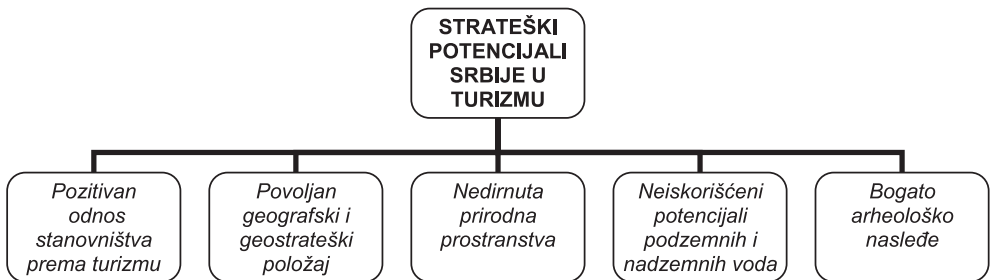 STRATEŠKI
POTENCIJALI
SRBIJE U
TURIZMU
Pozitivan
odnos
stanovništva
prema turizmu
Povoljan
geografski i
geostrateški
položaj
Nedirnuta
prirodna
prostranstva
Neiskorišćeni
potencijali
podzemnih i
nadzemnih voda
Bogato
arheološko
nasleđe